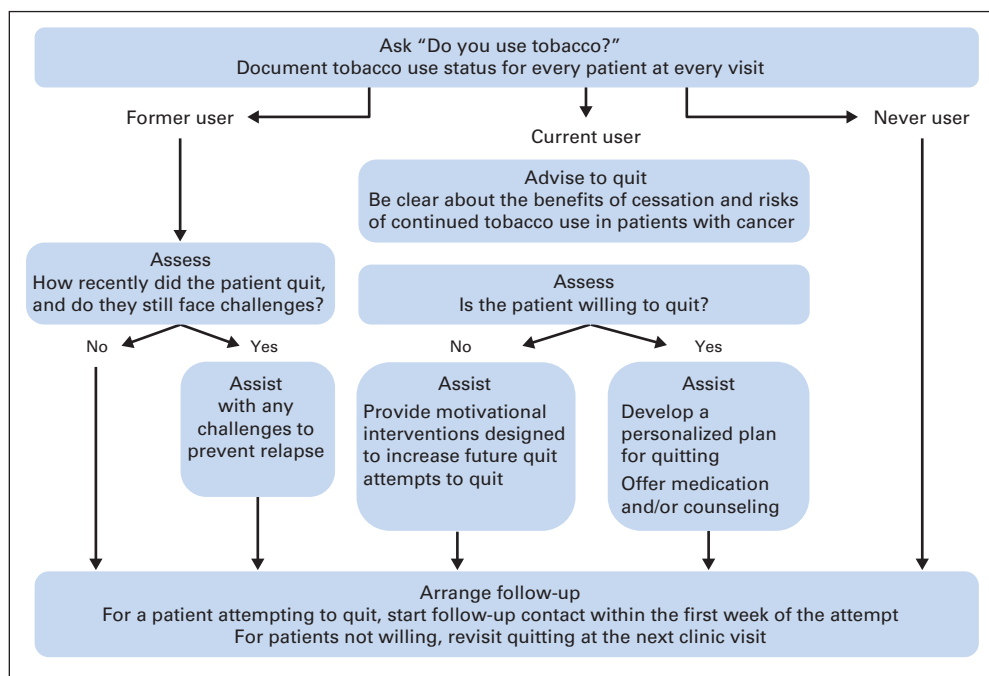 Ask “Do you use tobacco?”
Document tobacco use status for every patient at every visit
Former user
Current user
Never user
Advise to quit
Be clear about the benefits of cessation and risks
of continued tobacco use in patients with cancer
Assess
How recently did the patient quit,
and do they still face challenges?
Assess
Is the patient willing to quit?
No
Yes
No
Yes
Assist
with any
challenges to
prevent relapse
Assist
Provide motivational
interventions designed
to increase future quit
attempts to quit
Assist
Develop a
personalized plan
for quitting
Offer medication
and/or counseling
Arrange follow-up
For a patient attempting to quit, start follow-up contact within the first week of the attempt
For patients not willing, revisit quitting at the next clinic visit